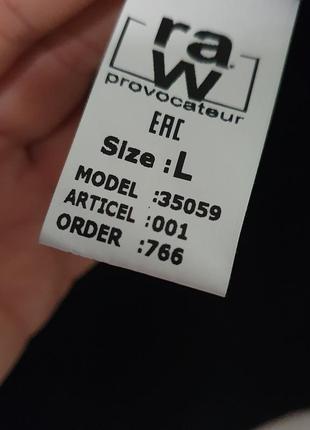 ra
w
provocateur
EAC
Size :L
MODEL :35059
ARTICEL :001
ORDER :766